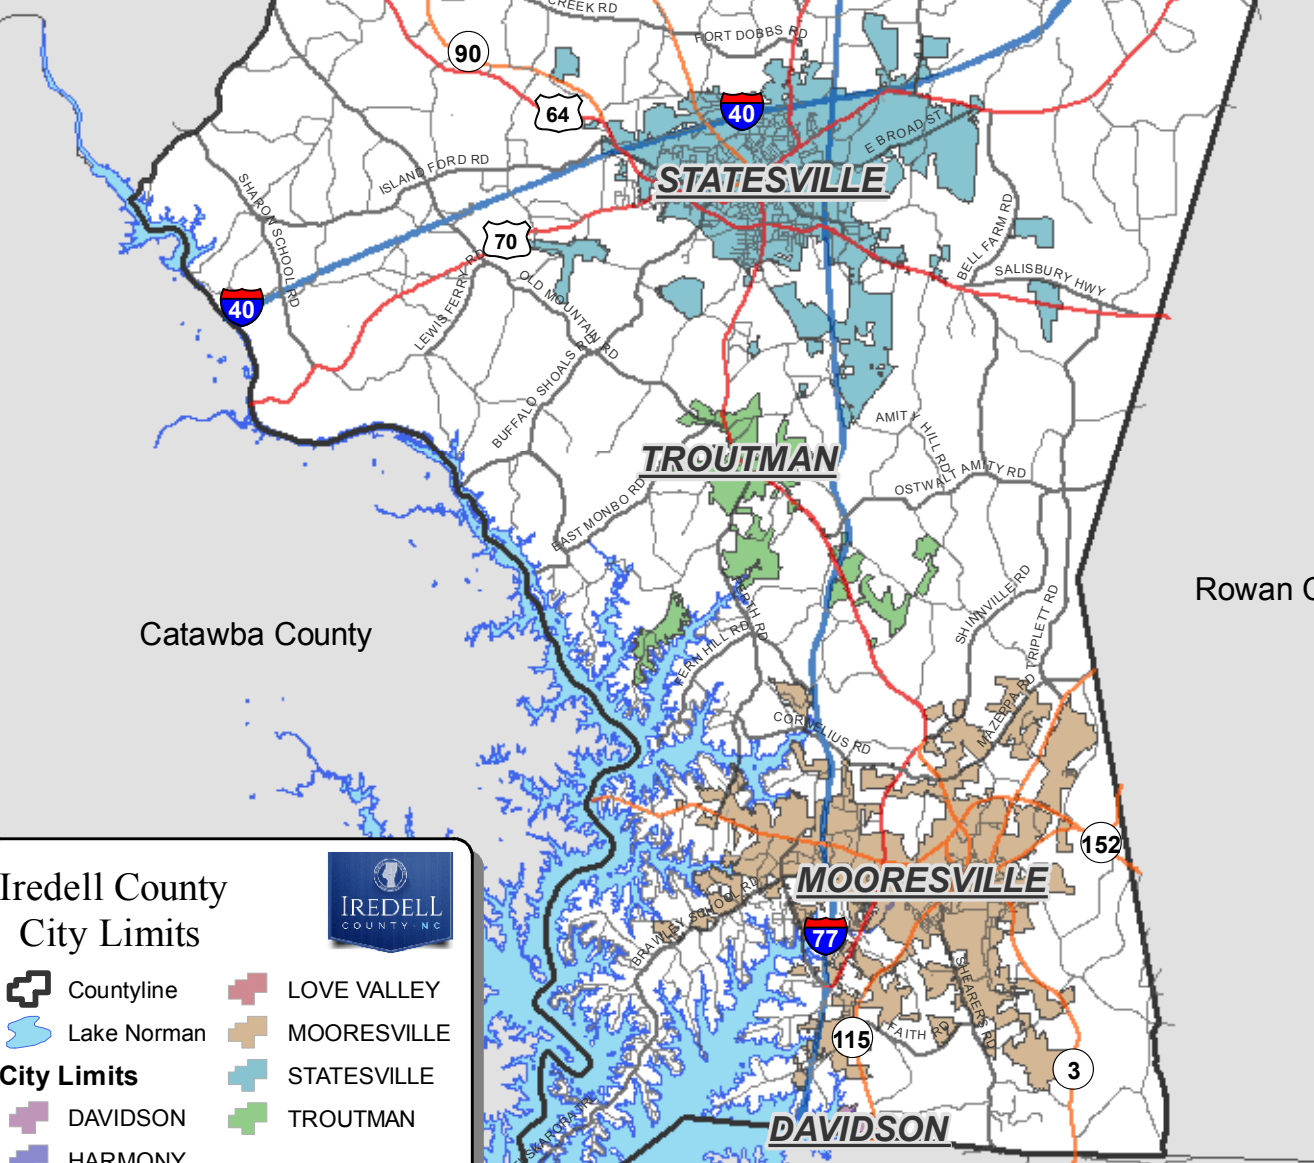 CREEK RD
FORT DOBBS RD
90
64
40
E BROAD ST
ISLAND FORD RD
STATESVILLE
SHARON SCHOOL RD
70
BELL FARM RD
SALISBURY HWY
OLD MOUNTAIN RD
LEWIS FERRY RD
40
BUFFALO SHOALS RD
AMITY HILL RD
TROUTMAN
OSTWALT AMITY RD
EAST MONBO RD
SHINNVILLE RD
TRIPLETT RD
Rowan C
PERTH RD
Catawba County
FERN HILL RD
MAZEPPA RD
CORNELIUS RD
152
MOORESVILLE
BRAWLEY SCHOOL RD
77
SHEARERS RD
FAITH RD
115
3
TUSKARORA TRL
DAVIDSON
Iredell County
City Limits
IREDELL
COUNTY NC
Countyline
Lake Norman
City Limits
DAVIDSON
HARMONY
LOVE VALLEY
MOORESVILLE
STATESVILLE
TROUTMAN